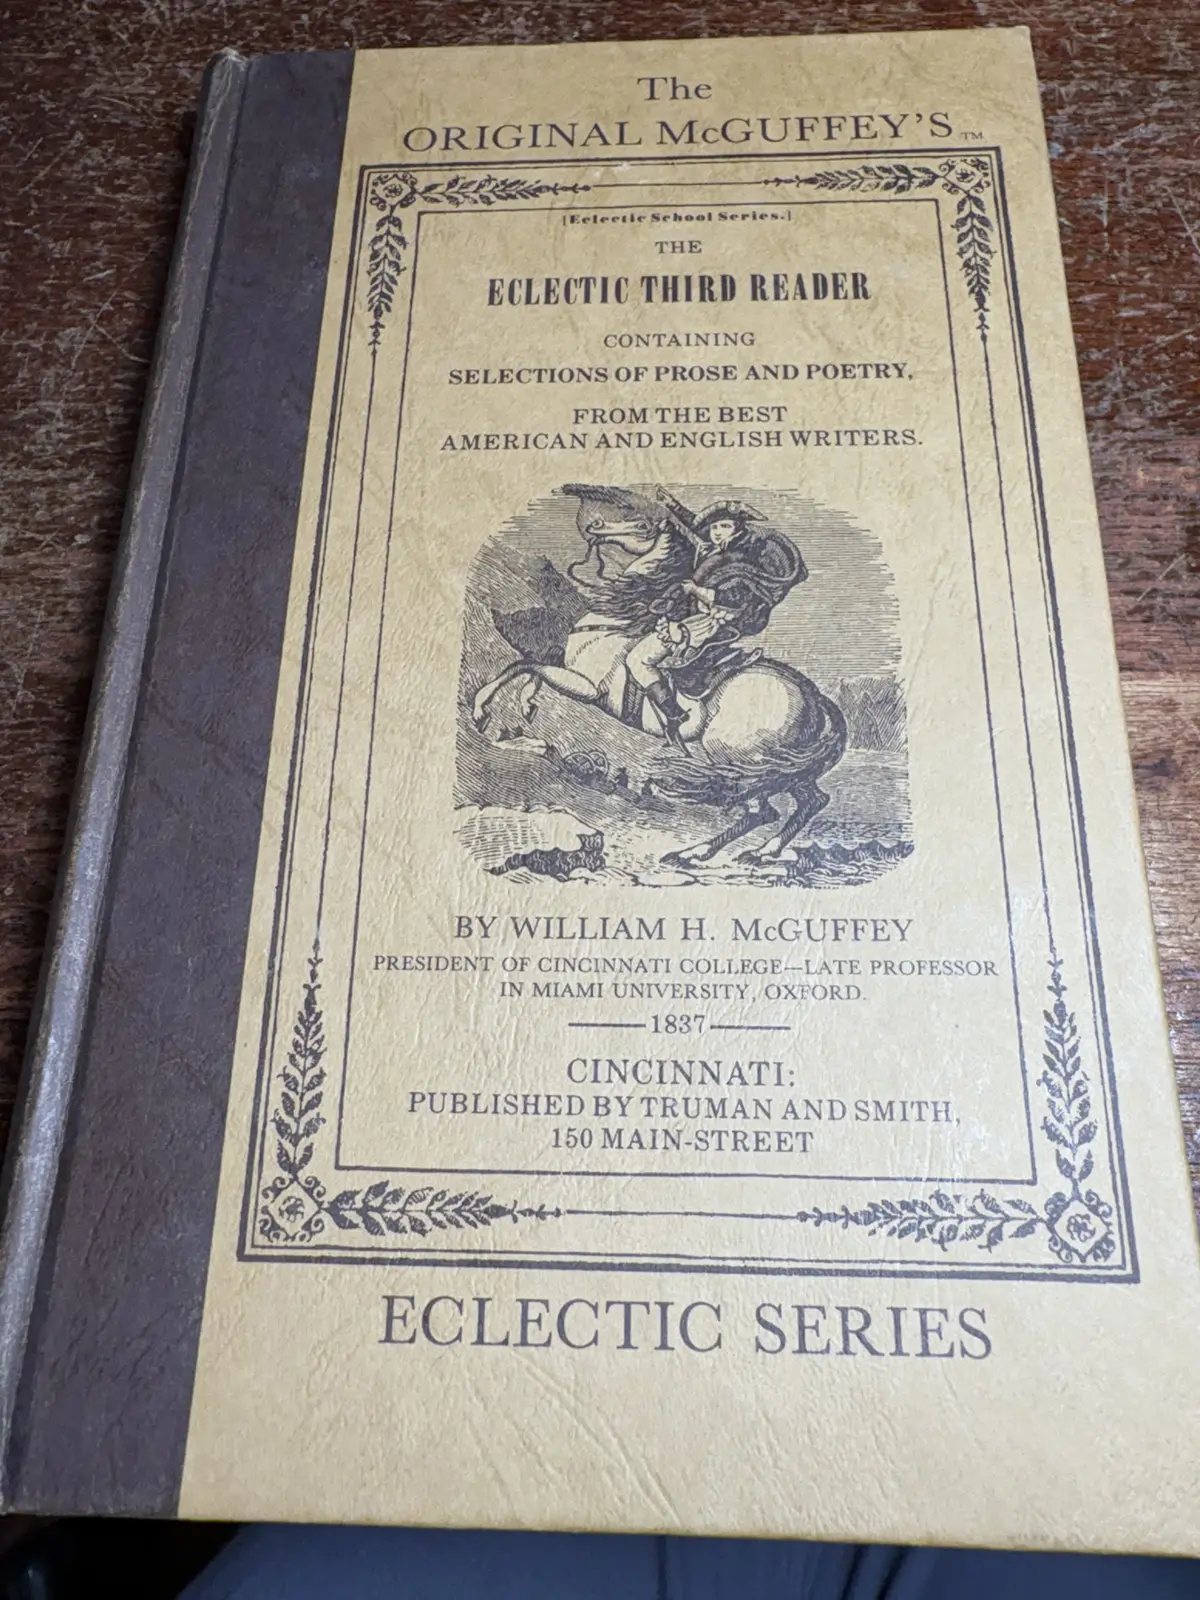 The
ORIGINAL McGUFFEY'S™
[Eclectic School Series.]
THE
ECLECTIC THIRD READER
CONTAINING
SELECTIONS OF PROSE AND POETRY,
FROM THE BEST
AMERICAN AND ENGLISH WRITERS.
BY WILLIAM H. McGUFFEY
PRESIDENT OF CINCINNATI COLLEGE—LATE PROFESSOR
IN MIAMI UNIVERSITY, OXFORD.
1837
CINCINNATI:
PUBLISHED BY TRUMAN AND SMITH,
150 MAIN-STREET
ECLECTIC SERIES